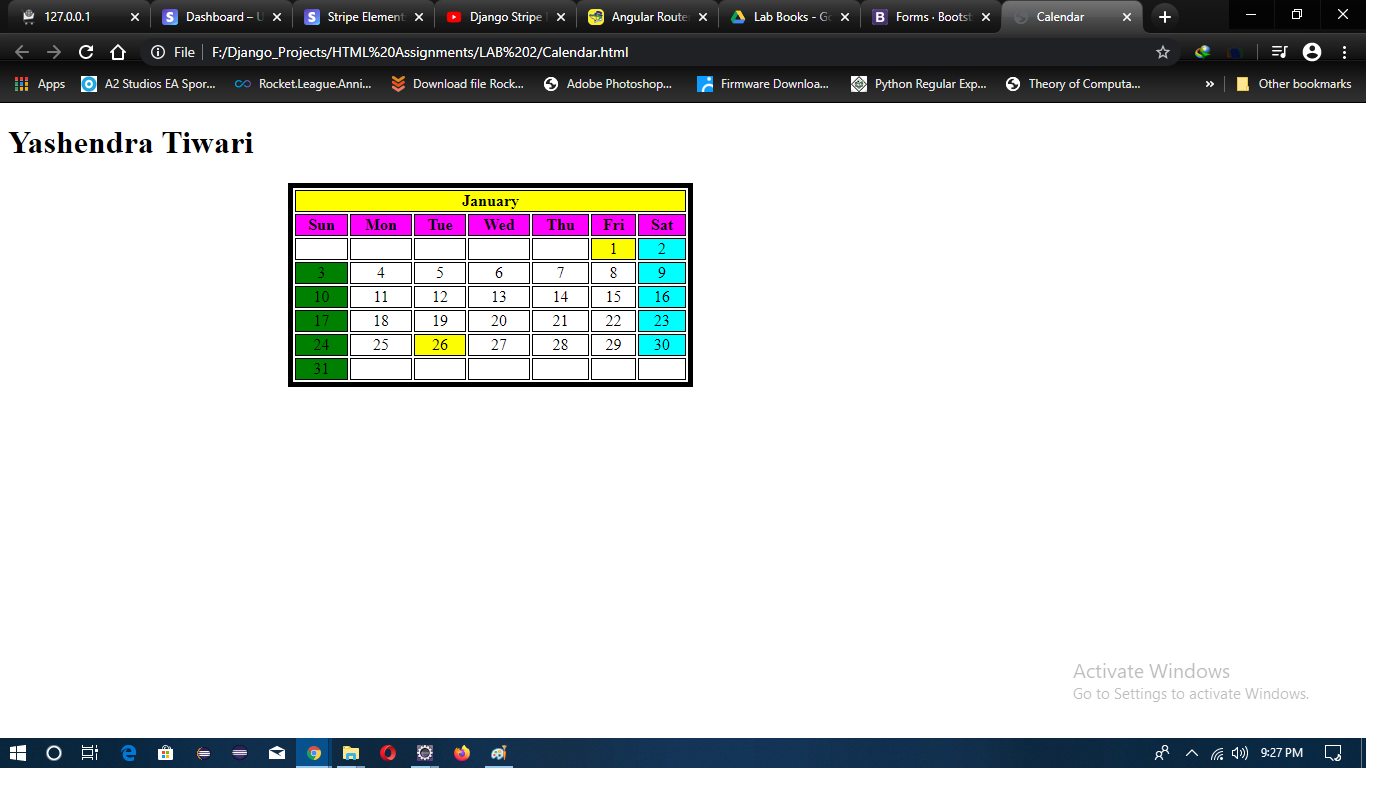 127.0.0.1 Dashboard – U Stripe Element Django Stripe Angular Route Lab Books - Go Forms · Bootst Calendar
File F:/Django_Projects/HTML%20Assignments/LAB%202/Calendar.html
Apps A2 Studios EA Spor... Rocket.League.Anni... Download file Rock... Adobe Photoshop... Firmware Downloa... Python Regular Exp... Theory of Computa... » Other bookmarks
Yashendra Tiwari
January
Sun Mon Tue Wed Thu Fri Sat
1 2
3 4 5 6 7 8 9
10 11 12 13 14 15 16
17 18 19 20 21 22 23
24 25 26 27 28 29 30
31
Activate Windows
Go to Settings to activate Windows.
9:27 PM